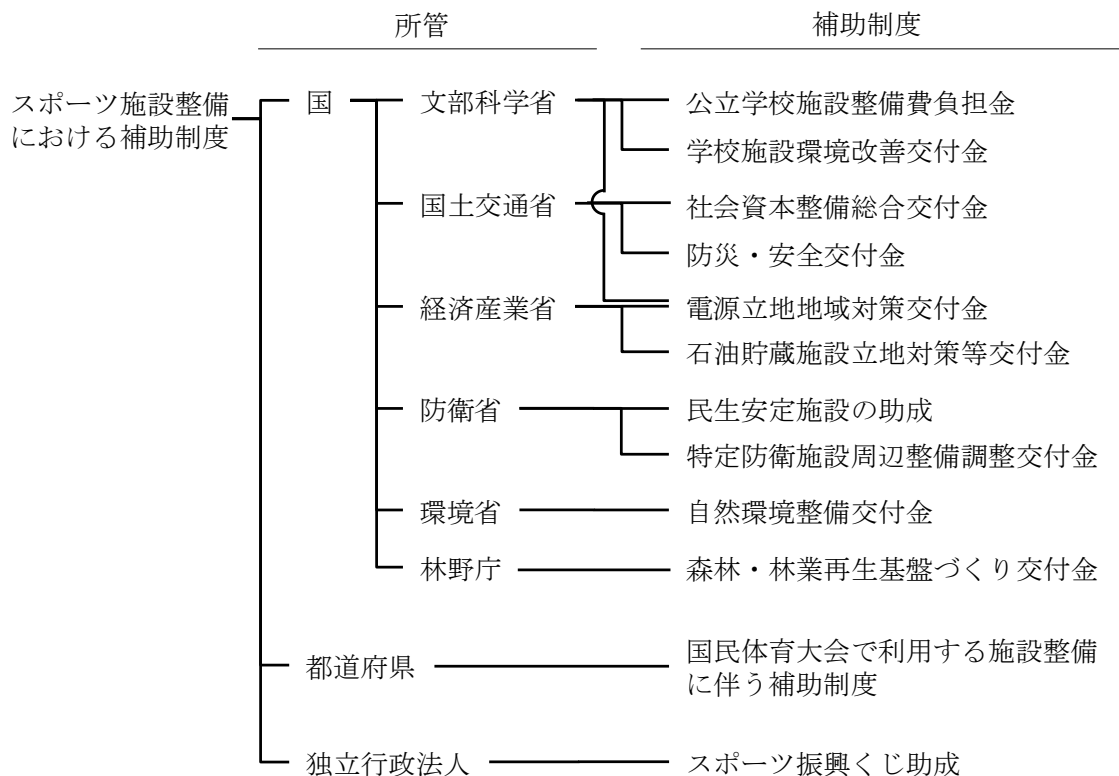 所管
補助制度
スポーツ施設整備
における補助制度
国
文部科学省
公立学校施設整備費負担金
学校施設環境改善交付金
国土交通省
社会資本整備総合交付金
防災・安全交付金
経済産業省
電源立地地域対策交付金
石油貯蔵施設立地対策等交付金
防衛省
民生安定施設の助成
特定防衛施設周辺整備調整交付金
環境省
自然環境整備交付金
林野庁
森林・林業再生基盤づくり交付金
都道府県
国民体育大会で利用する施設整備
に伴う補助制度
独立行政法人
スポーツ振興くじ助成